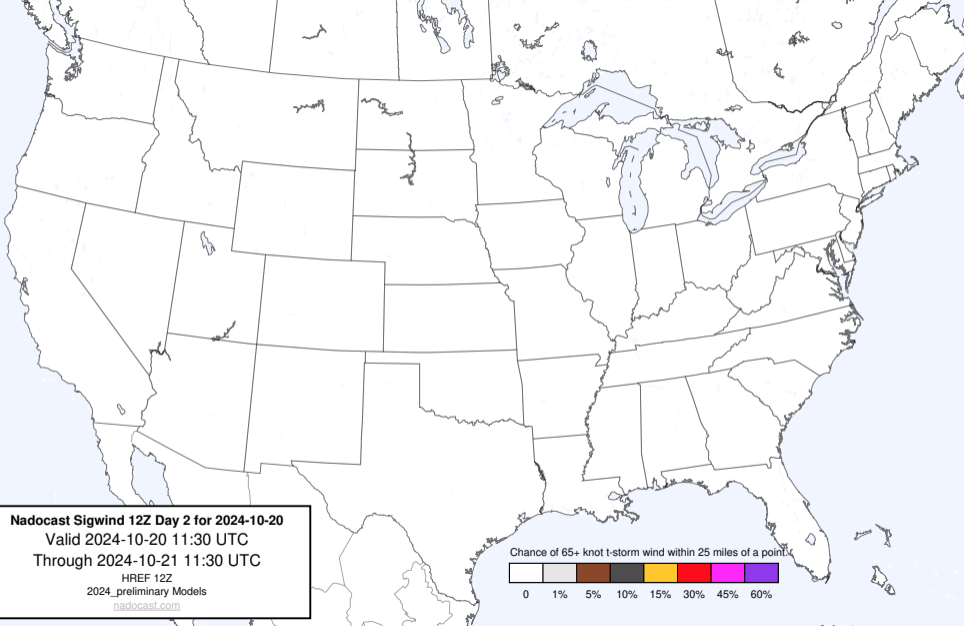 Nadocast Sigwind 12Z Day 2 for 2024-10-20
Valid 2024-10-20 11:30 UTC
Through 2024-10-21 11:30 UTC
HREF 12Z
2024_preliminary Models
nadocast.com
Chance of 65+ knot t-storm wind within 25 miles of a point.
0 1% 5% 10% 15% 30% 45% 60%